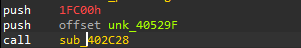 push 1FC00h
push offset unk_40529F
call sub_402C28